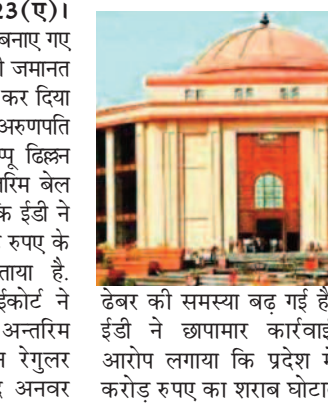 23(ए)।
बनाए गए
जमानत
कर दिया
अरुणपति
प्पू ढिल्लन
तरिम बेल
कि ईडी ने
रुपए के
ताया है.
ईकोर्ट ने
अन्तरिम
रेगुलर
अनवर
ढेबर की समस्या बढ़ गई है
ईडी ने छापामार कार्रवाइ
आरोप लगाया कि प्रदेश मे
करोड़ रुपए का शराब घोटा